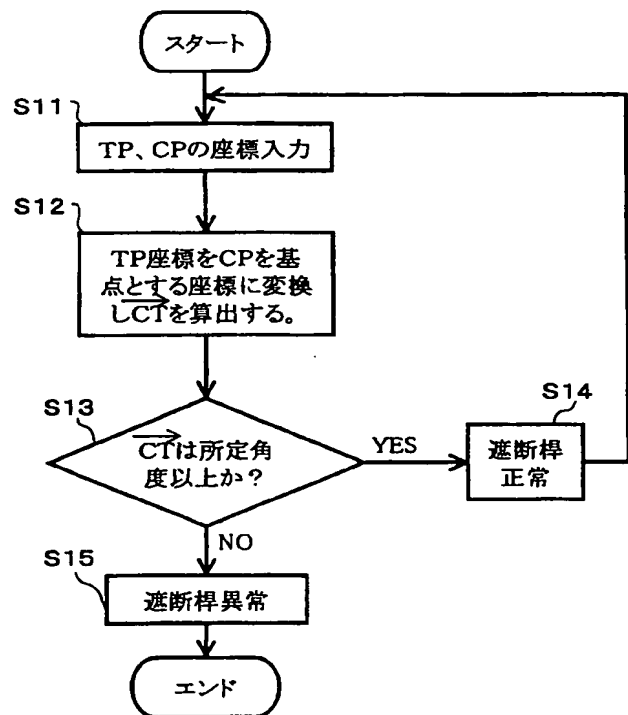 スタート
S11
TP、CPの座標入力
S12
TP座標をCPを基
点とする座標に変換
しCTを算出する。
S13
CTは所定角
度以上か?
YES
S14
遮断桿
正常
NO
S15
遮断桿異常
エンド